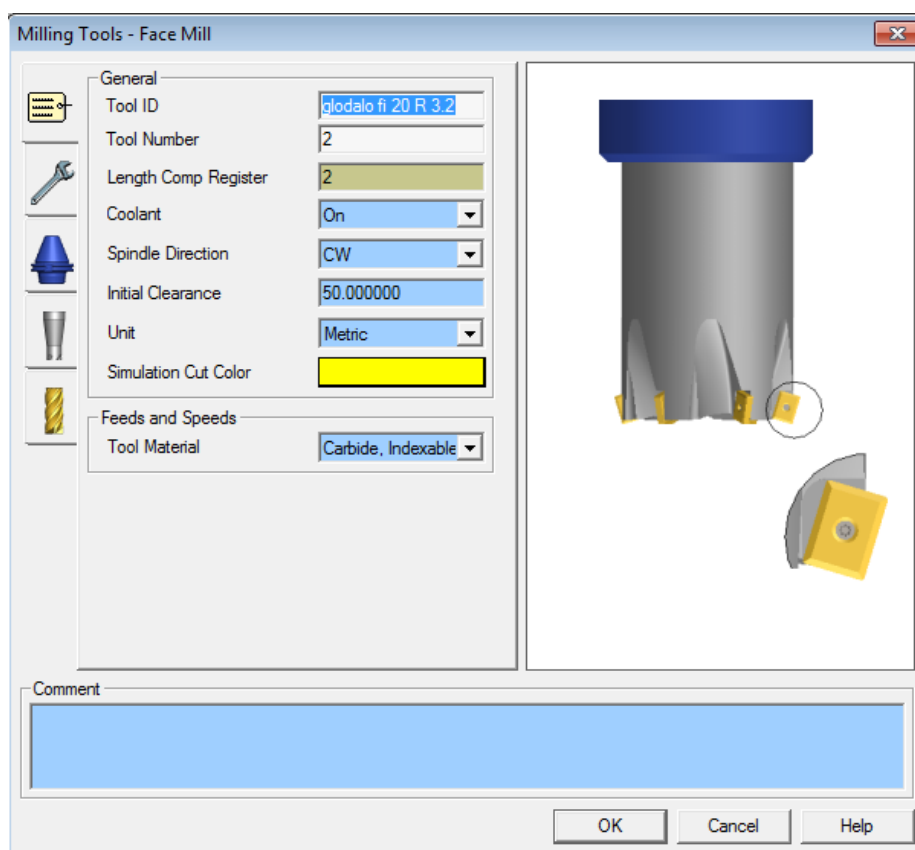 Milling Tools - Face Mill
General
Tool ID glodalo fi 20 R 3.2
Tool Number 2
Length Comp Register 2
Coolant On
Spindle Direction CW
Initial Clearance 50.000000
Unit Metric
Simulation Cut Color
Feeds and Speeds
Tool Material Carbide, Indexable
Comment
OK Cancel Help